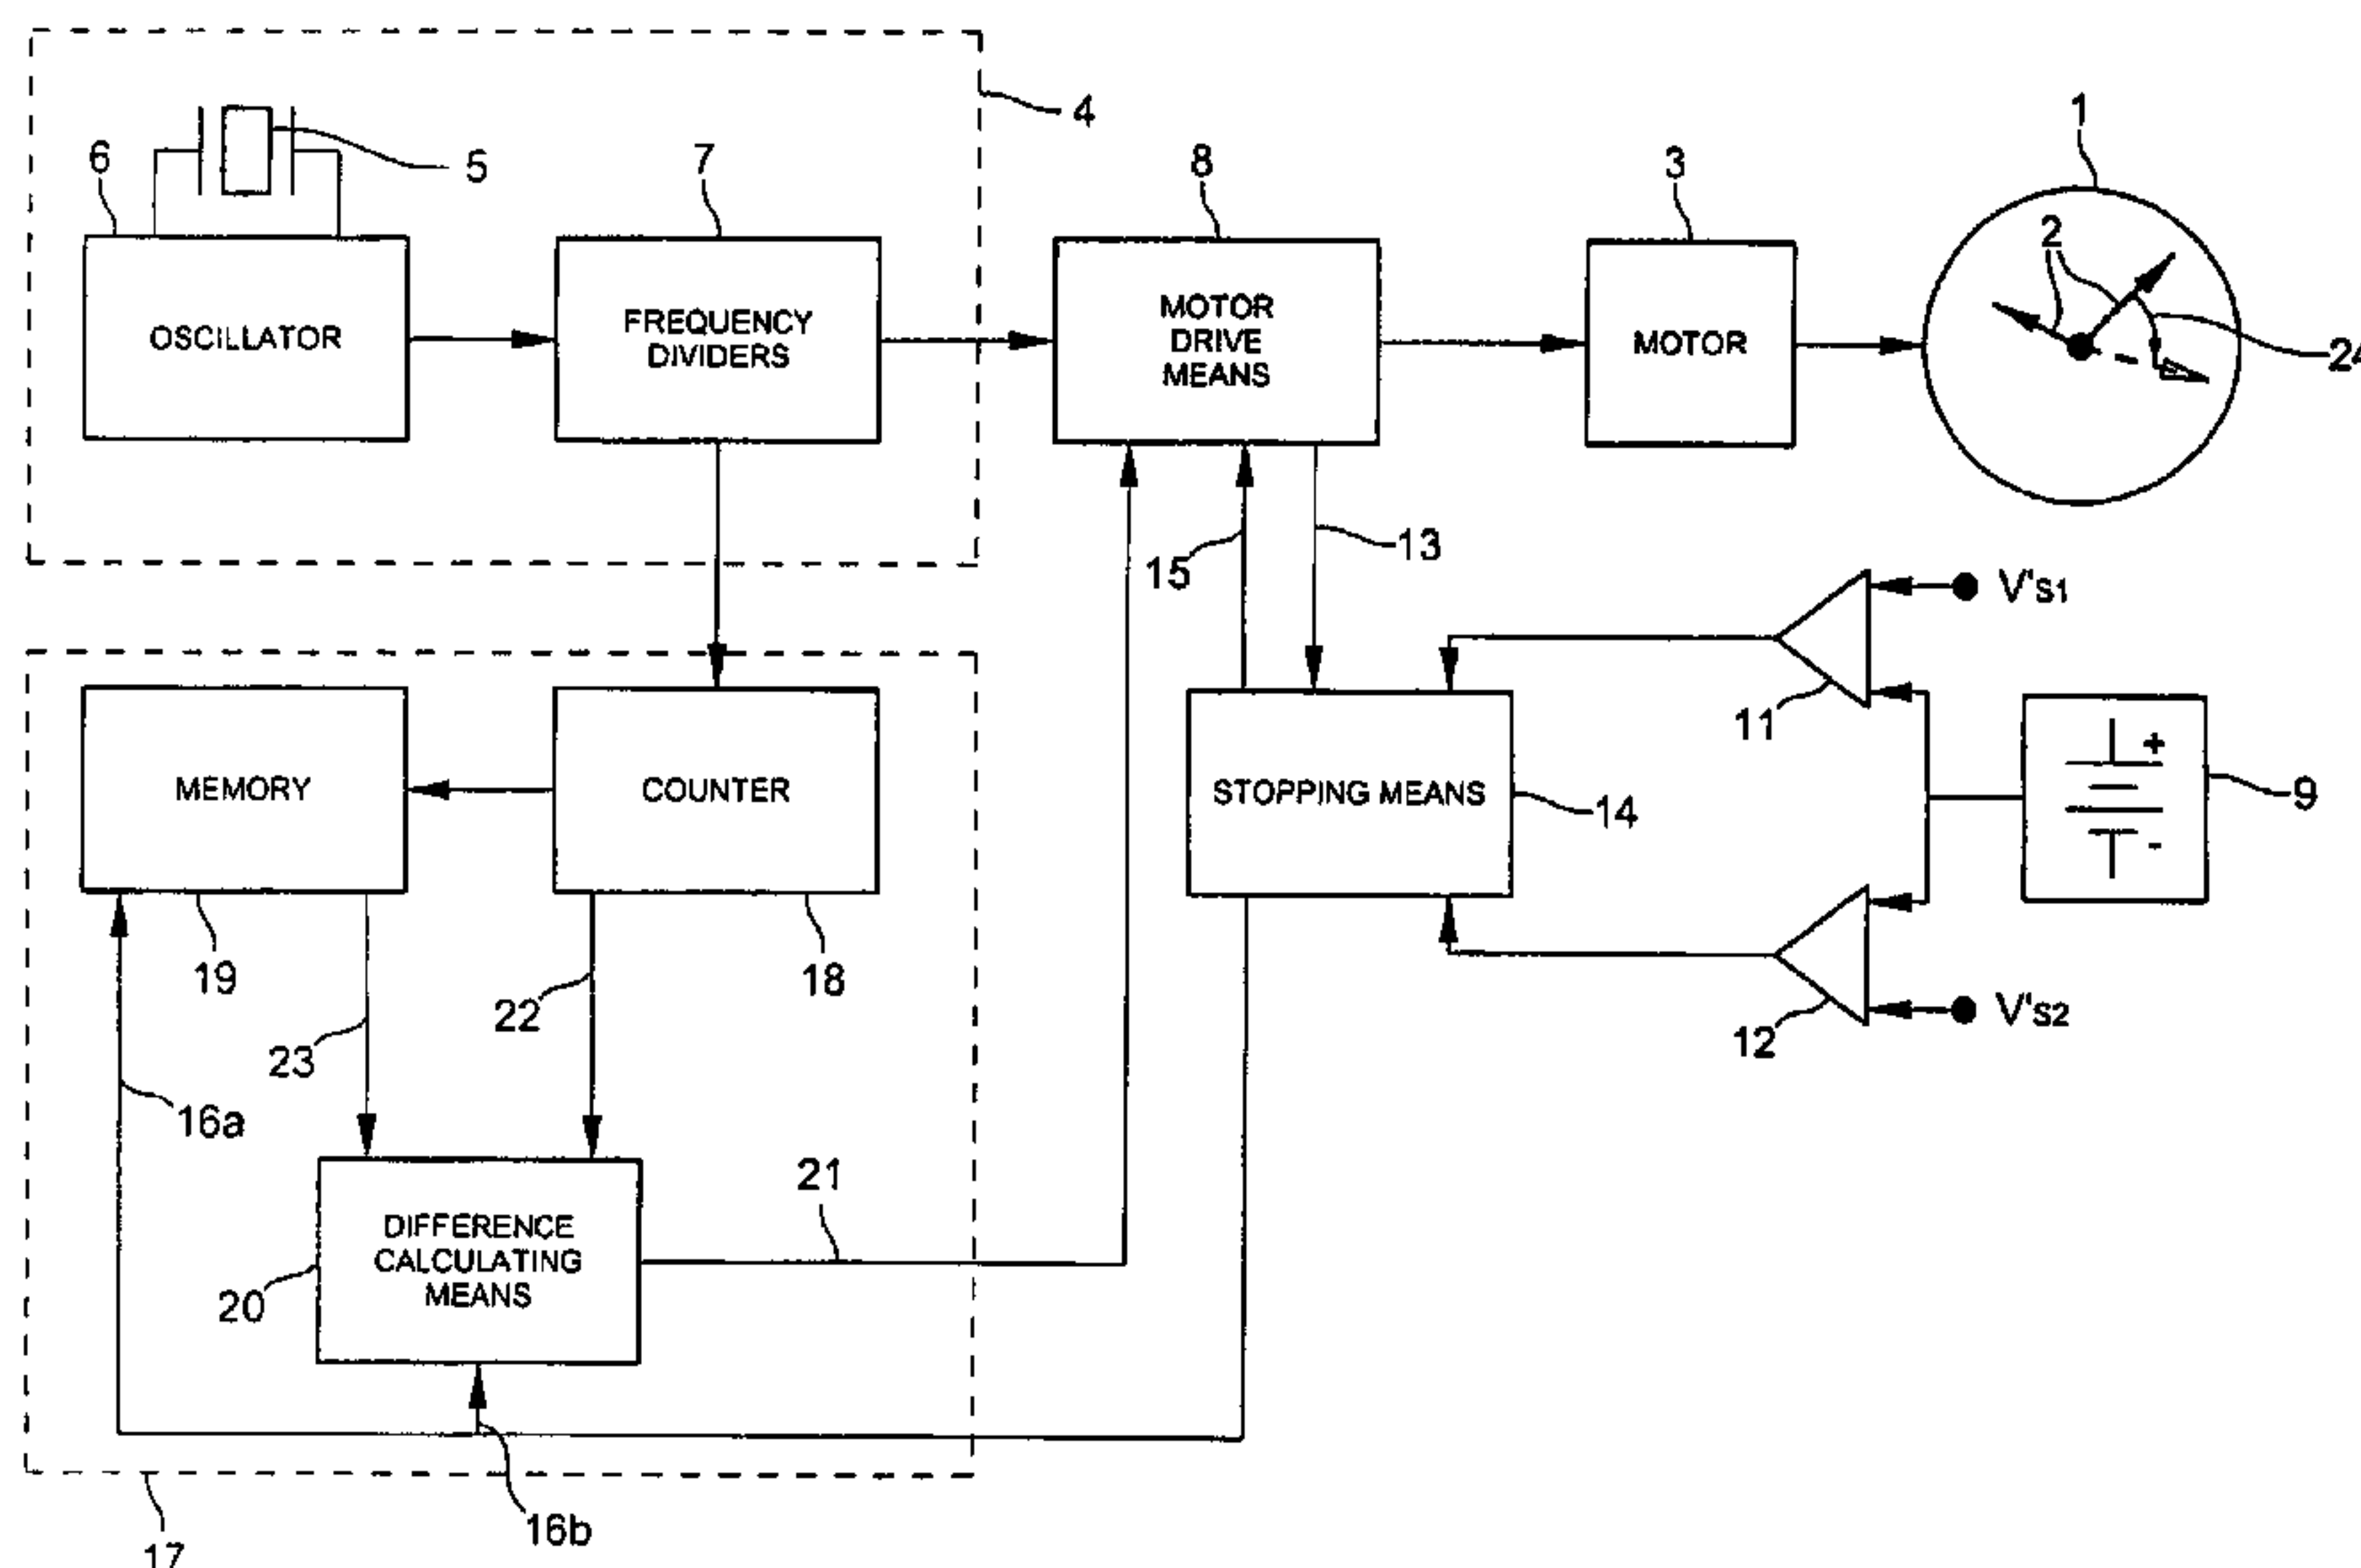 4
1
6
5
7
8
3
2
OSCILLATOR
FREQUENCY
DIVIDERS
MOTOR
DRIVE
MEANS
MOTOR
24
15
13
V'S1
11
MEMORY
COUNTER
STOPPING MEANS
14
+
-
9
19
18
22
23
12
V'S2
16a
21
DIFFERENCE
CALCULATING
MEANS
20
16b
17